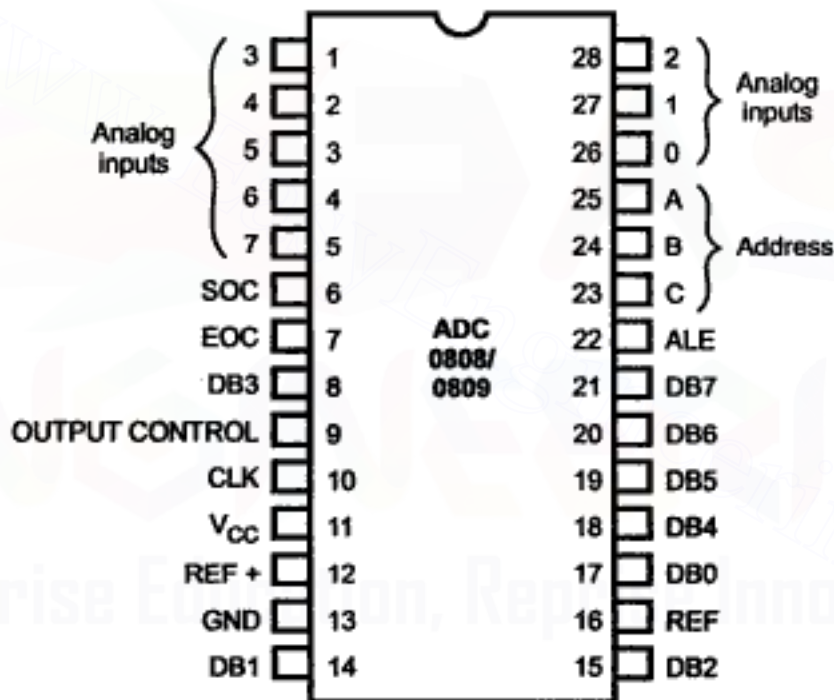 3 1 28 2
4 2 27 1
Analog inputs
5 3 26 0
Analog inputs
6 4 25 A
7 5 24 B
Address
SOC 6 23 C
EOC 7 22 ALE
ADC 0808/ 0809
DB3 8 21 DB7
OUTPUT CONTROL 9 20 DB6
CLK 10 19 DB5
VCC 11 18 DB4
REF + 12 17 DB0
GND 13 16 REF
DB1 14 15 DB2